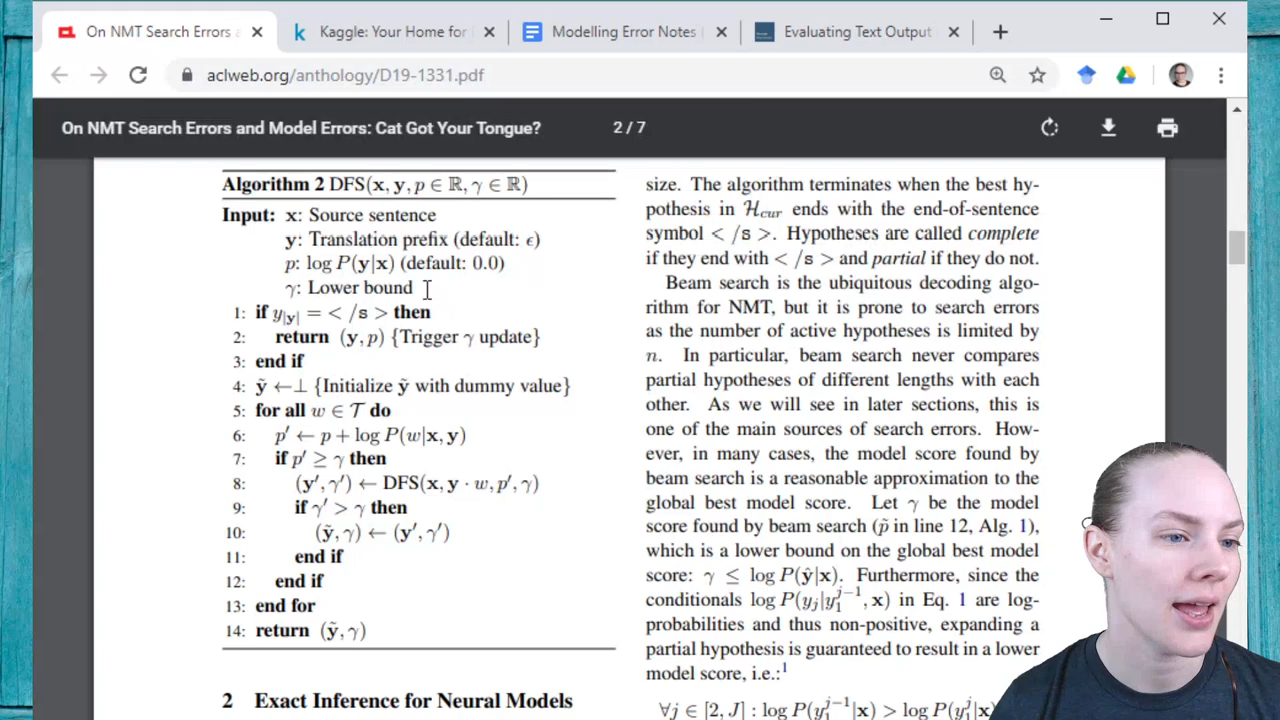 On NMT Search Errors a
Kaggle: Your Home for
Modelling Error Notes (
Evaluating Text Output
aclweb.org/anthology/D19-1331.pdf
On NMT Search Errors and Model Errors: Cat Got Your Tongue?
2 / 7
Algorithm 2 DFS(x, y, p ∈ ℝ, γ ∈ ℝ)
Input: x: Source sentence
y: Translation prefix (default: ϵ)
p: log P(y|x) (default: 0.0)
γ: Lower bound
1: if y|y| = < /s > then
2: return (y, p) {Trigger γ update}
3: end if
4: ỹ ←⊥ {Initialize ỹ with dummy value}
5: for all w ∈ 𝒯 do
6: p′ ← p + log P(w|x, y)
7: if p′ ≥ γ then
8: (y′, γ′) ← DFS(x, y · w, p′, γ)
9: if γ′ > γ then
10: (ỹ, γ) ← (y′, γ′)
11: end if
12: end if
13: end for
14: return (ỹ, γ)
2 Exact Inference for Neural Models
size. The algorithm terminates when the best hy-
pothesis in ℋcur ends with the end-of-sentence
symbol < /s >. Hypotheses are called complete
if they end with < /s > and partial if they do not.
Beam search is the ubiquitous decoding algo-
rithm for NMT, but it is prone to search errors
as the number of active hypotheses is limited by
n. In particular, beam search never compares
partial hypotheses of different lengths with each
other. As we will see in later sections, this is
one of the main sources of search errors. How-
ever, in many cases, the model score found by
beam search is a reasonable approximation to the
global best model score. Let γ be the model
score found by beam search (p̃ in line 12, Alg. 1),
which is a lower bound on the global best model
score: γ ≤ log P(ŷ|x). Furthermore, since the
conditionals log P(yj|y1^j−1, x) in Eq. 1 are log-
probabilities and thus non-positive, expanding a
partial hypothesis is guaranteed to result in a lower
model score, i.e.:1
∀j ∈ [2, J] : log P(y1^j−1|x) > log P(y1^j|x)